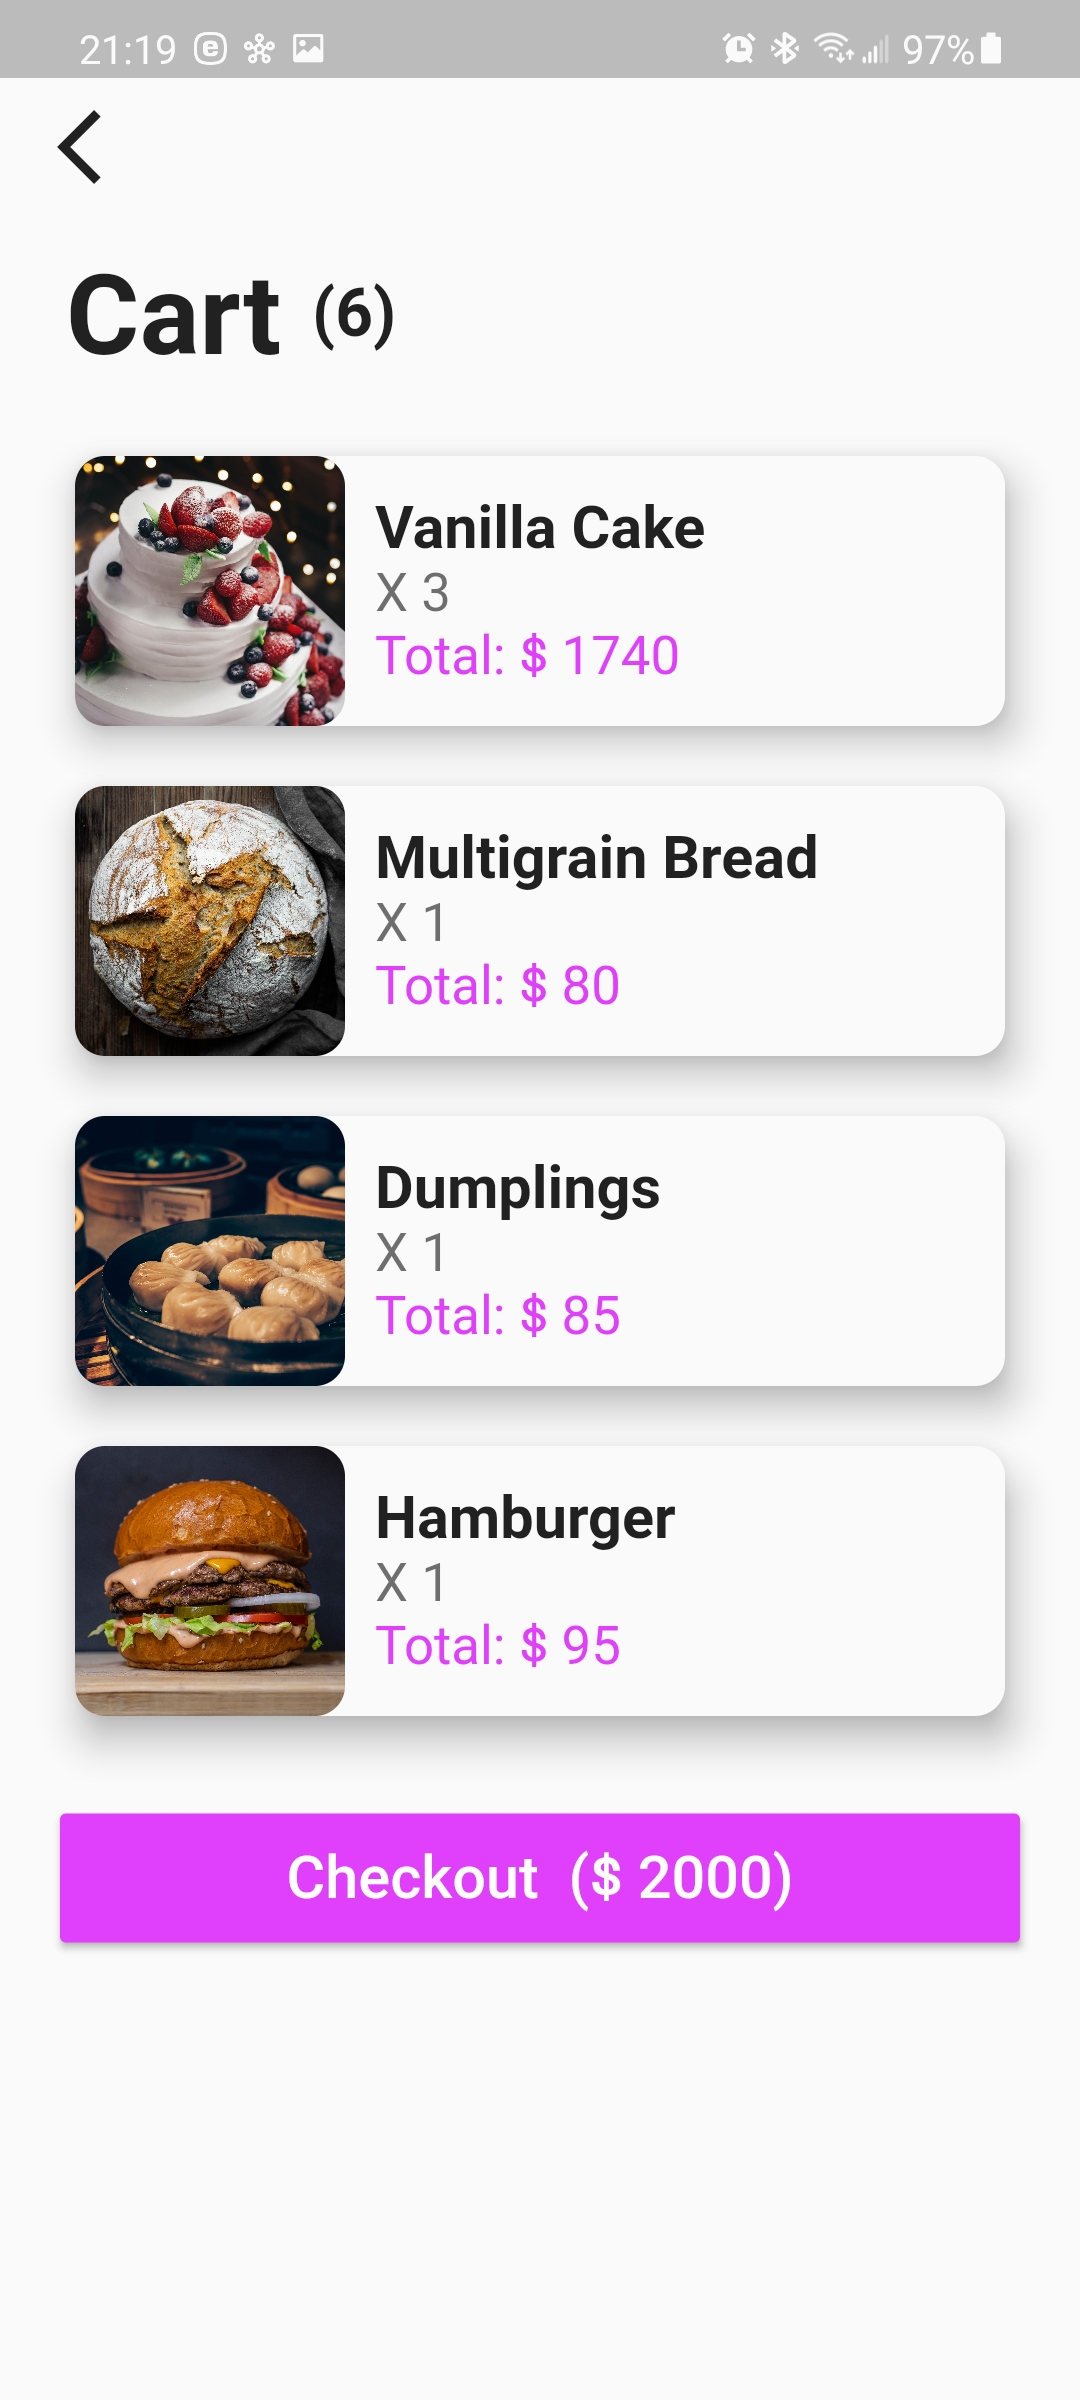 21:19 97%
Cart (6)
Vanilla Cake
X 3
Total: $ 1740
Multigrain Bread
X 1
Total: $ 80
Dumplings
X 1
Total: $ 85
Hamburger
X 1
Total: $ 95
Checkout ($ 2000)